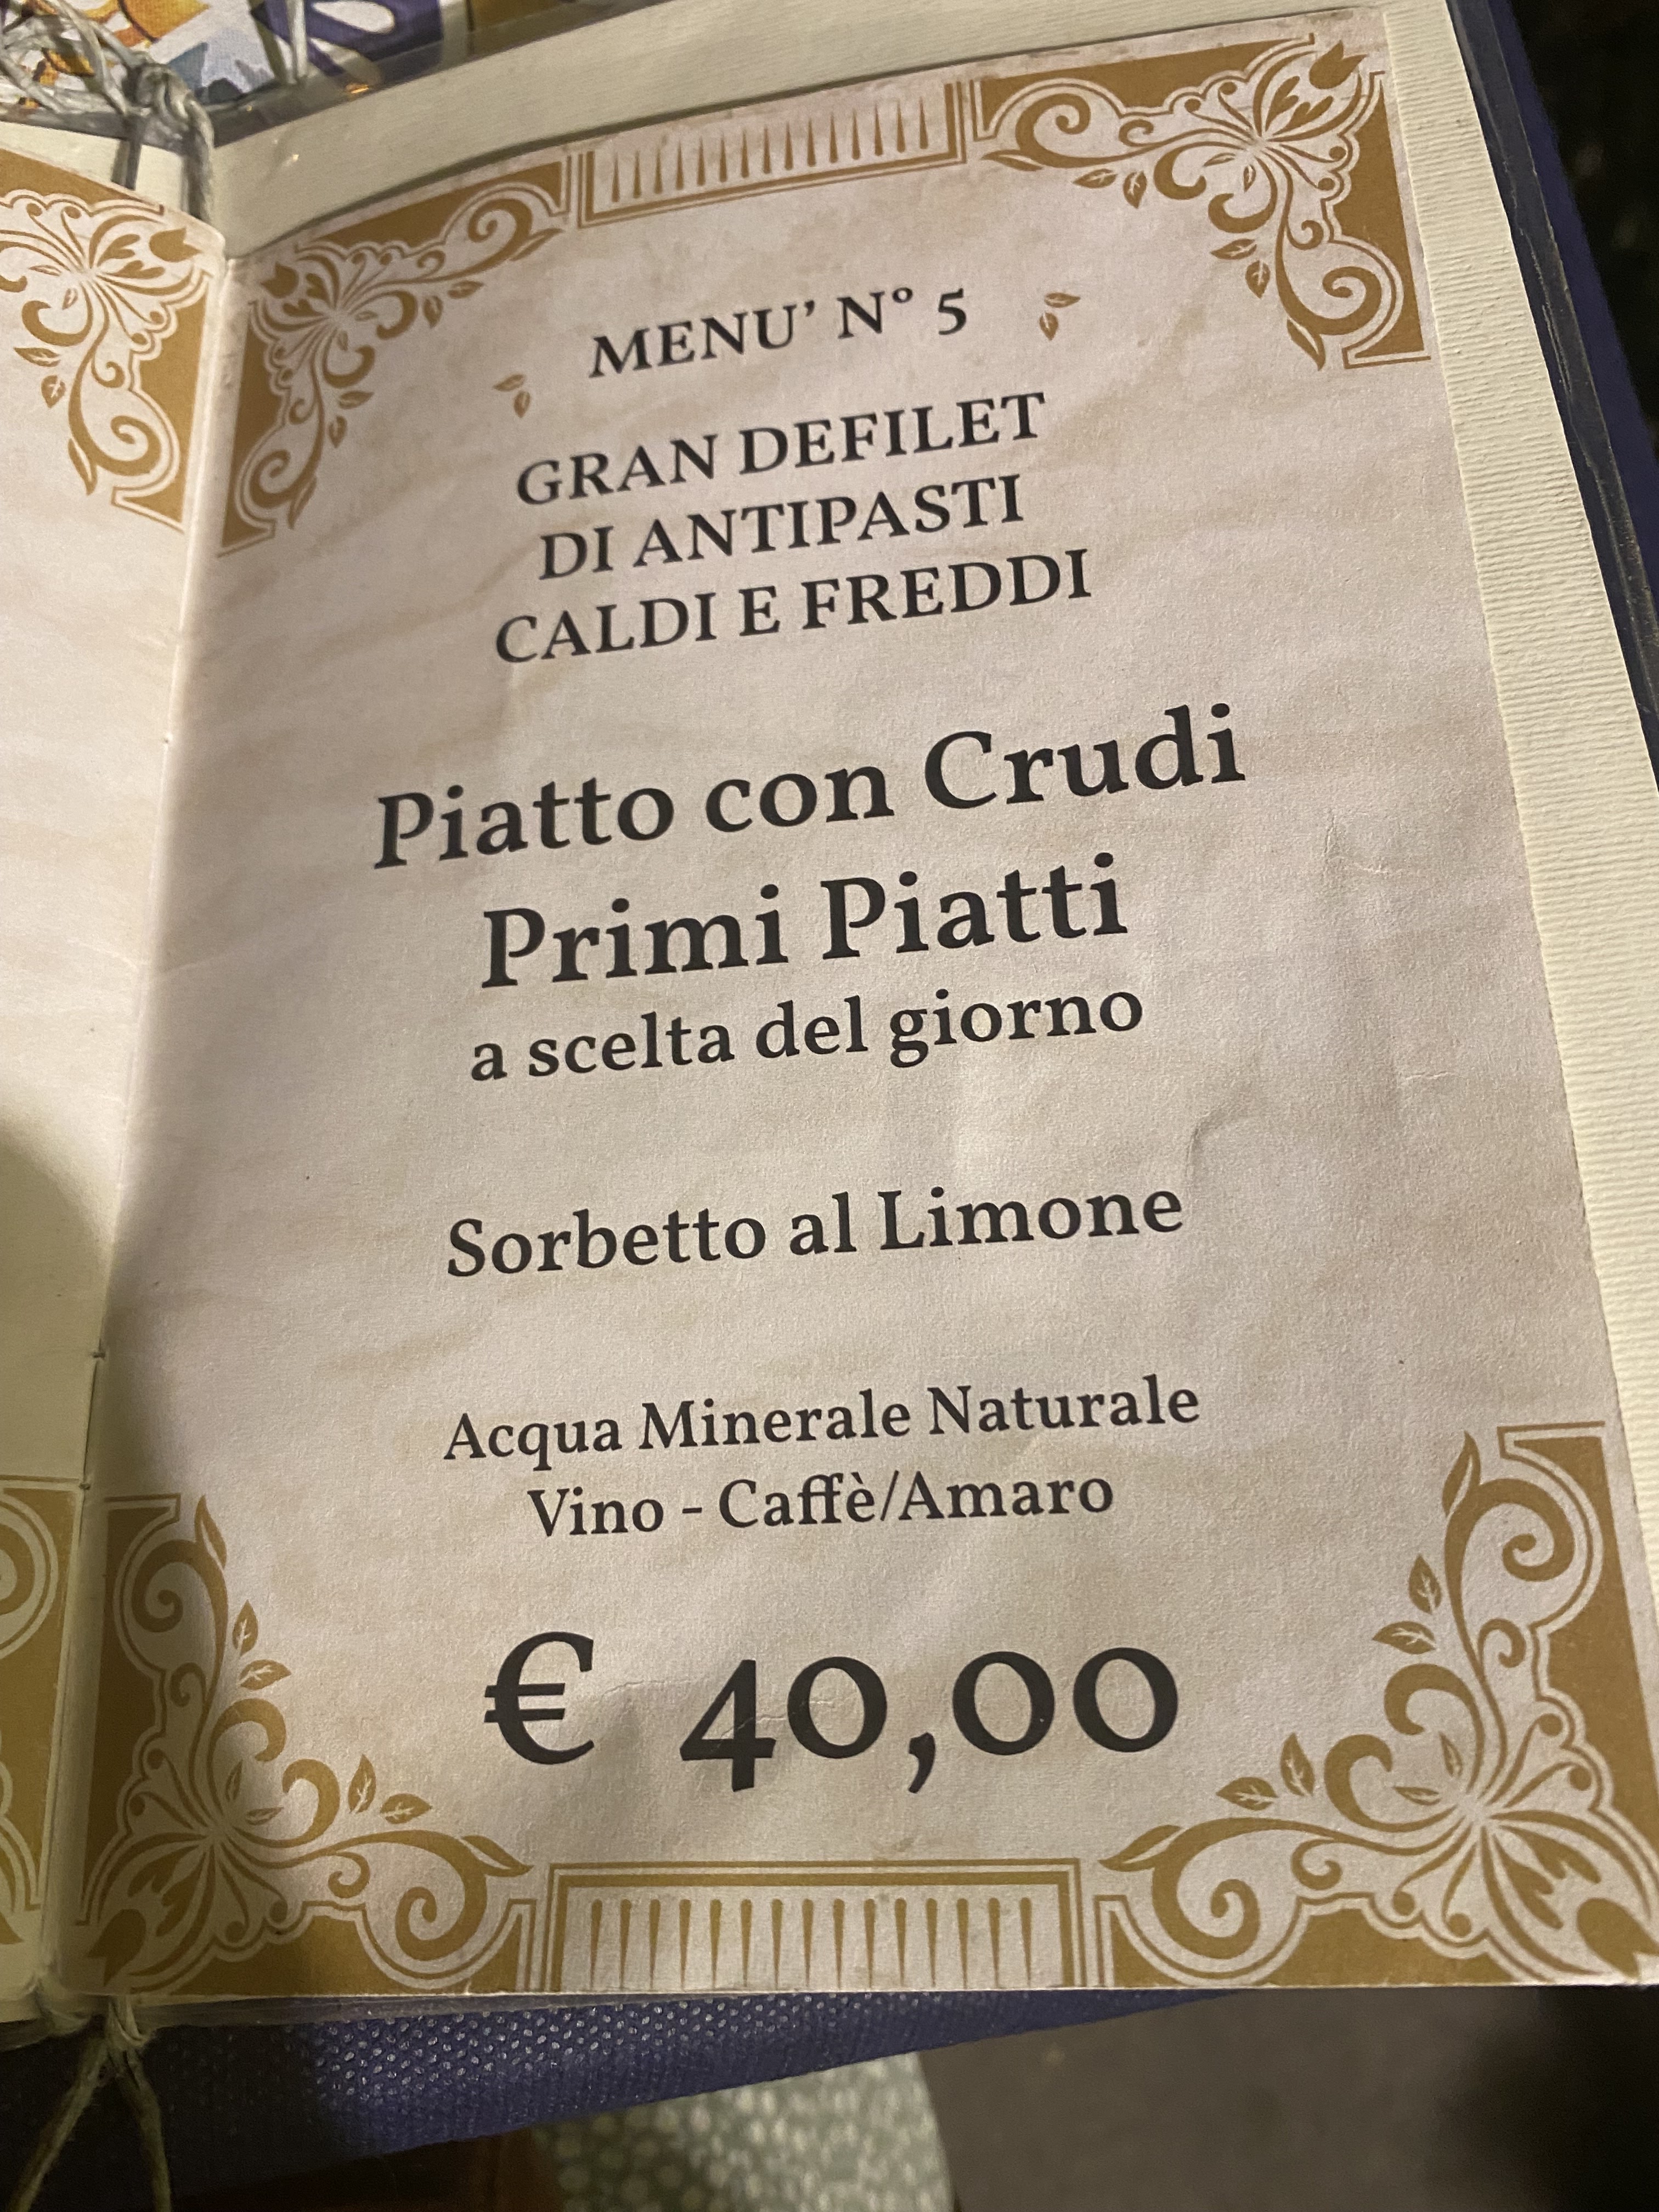 MENU' N° 5
GRAN DEFILET
DI ANTIPASTI
CALDI E FREDDI
Piatto con Crudi
Primi Piatti
a scelta del giorno
Sorbetto al Limone
Acqua Minerale Naturale
Vino - Caffè/Amaro
€ 40,00